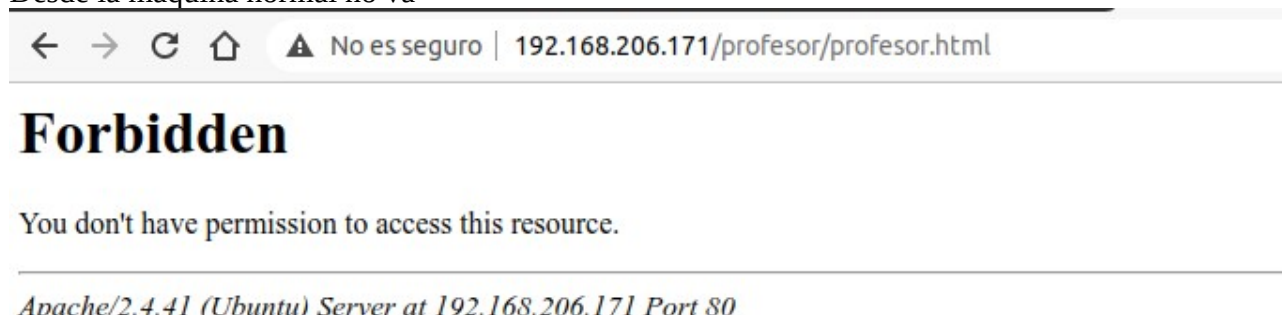 Desde la maquina normal no va
No es seguro | 192.168.206.171/profesor/profesor.html
Forbidden
You don't have permission to access this resource.
Apache/2.4.41 (Ubuntu) Server at 192.168.206.171 Port 80